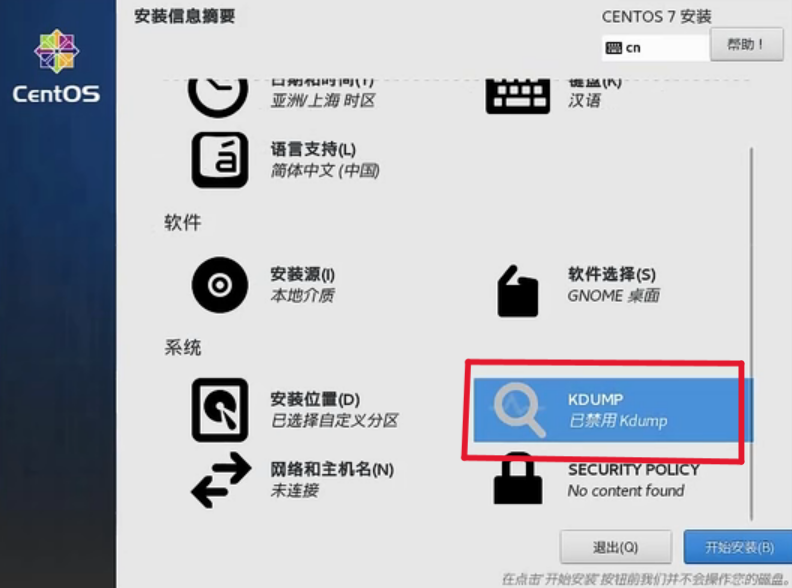 安装信息摘要
CENTOS 7 安装
cn
帮助！
CentOS
日期和时间(T)
亚洲/上海 时区
键盘(K)
汉语
语言支持(L)
简体中文 (中国)
软件
安装源(I)
本地介质
软件选择(S)
GNOME 桌面
系统
安装位置(D)
已选择自定义分区
KDUMP
已禁用 Kdump
网络和主机名(N)
未连接
SECURITY POLICY
No content found
退出(Q)
开始安装(B)
在点击'开始安装'按钮前我们并不会操作您的磁盘。